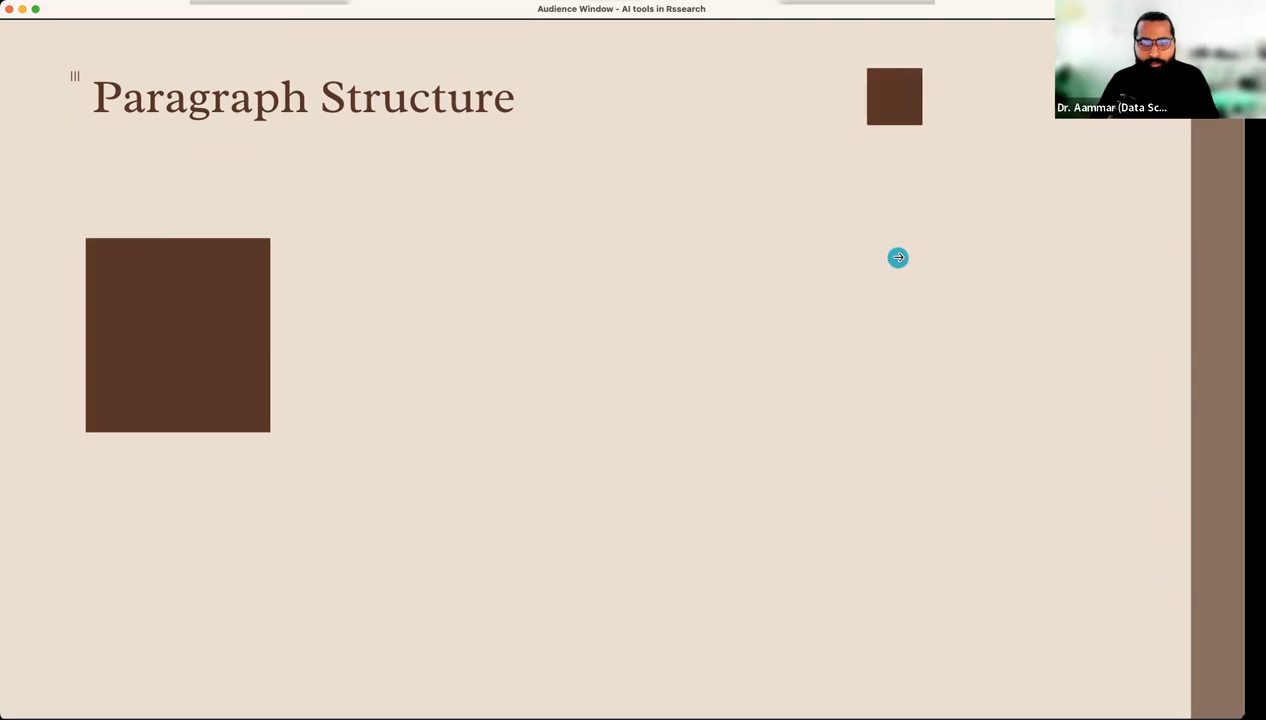 Audience Window - AI tools in Rssearch
Paragraph Structure
Dr. Aammar (Data Sc...